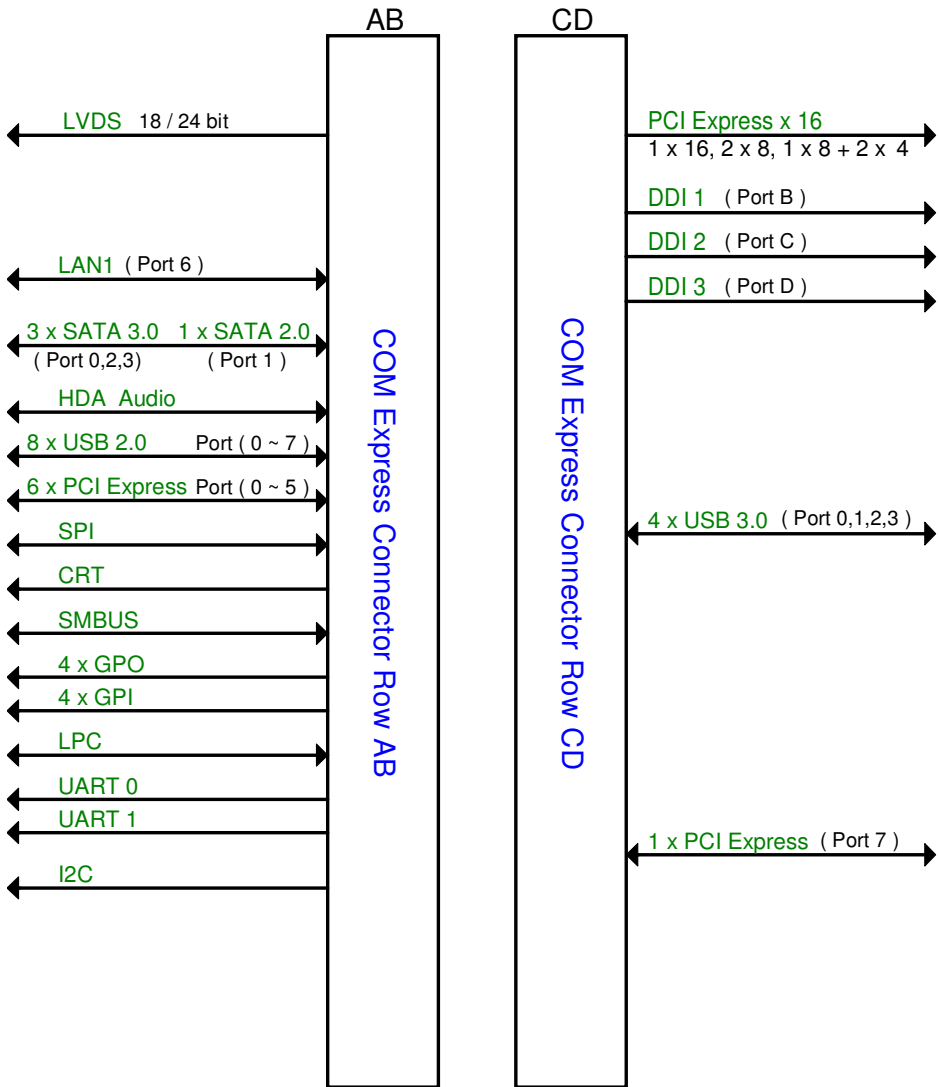 AB
CD
LVDS 18 / 24 bit
LAN1 ( Port 6 )
3 x SATA 3.0 1 x SATA 2.0
( Port 0,2,3) ( Port 1 )
HDA Audio
8 x USB 2.0 Port ( 0 ~ 7 )
6 x PCI Express Port ( 0 ~ 5 )
SPI
CRT
SMBUS
4 x GPO
4 x GPI
LPC
UART 0
UART 1
I2C
COM Express Connector Row AB
COM Express Connector Row CD
PCI Express x 16
1 x 16, 2 x 8, 1 x 8 + 2 x 4
DDI 1 ( Port B )
DDI 2 ( Port C )
DDI 3 ( Port D )
4 x USB 3.0 ( Port 0,1,2,3 )
1 x PCI Express ( Port 7 )